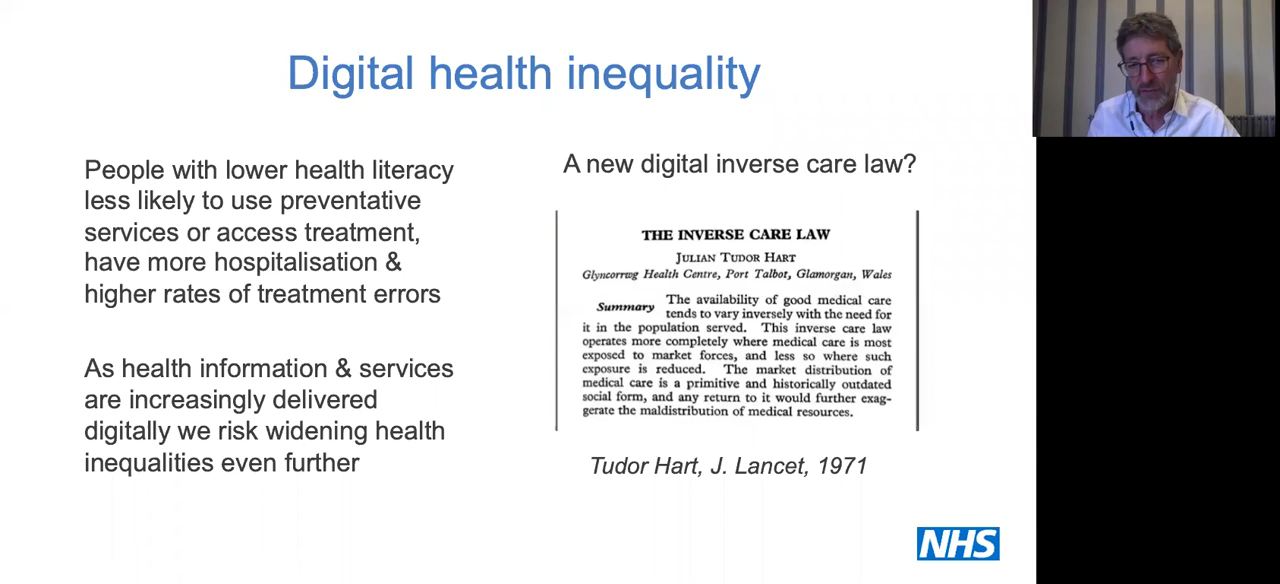 Digital health inequality
People with lower health literacy
less likely to use preventative
services or access treatment,
have more hospitalisation &
higher rates of treatment errors
As health information & services
are increasingly delivered
digitally we risk widening health
inequalities even further
A new digital inverse care law?
THE INVERSE CARE LAW
JULIAN TUDOR HART
Glyncorrwg Health Centre, Port Talbot, Glamorgan, Wales
Summary The availability of good medical care
tends to vary inversely with the need for
it in the population served. This inverse care law
operates more completely where medical care is most
exposed to market forces, and less so where such
exposure is reduced. The market distribution of
medical care is a primitive and historically outdated
social form, and any return to it would further exag-
gerate the maldistribution of medical resources.
Tudor Hart, J. Lancet, 1971
NHS